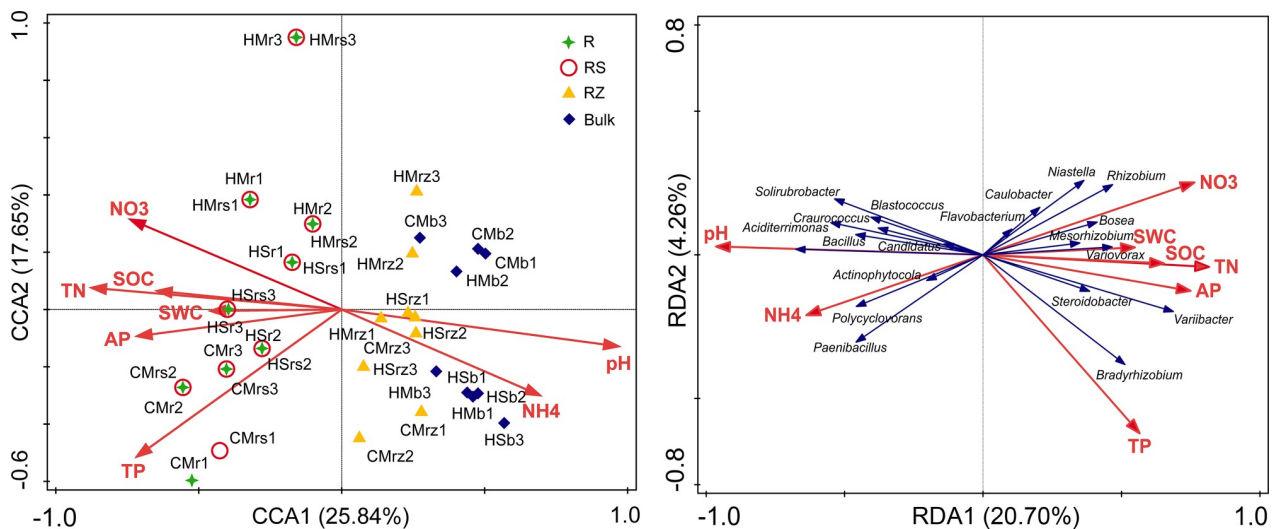 1.0
HMr3 HMrs3
R
RS
RZ
Bulk
HMrz3
HMr1
NO3
HMrs1
HMr2
CMb3
CMb2
HMrs2
CMb1
HSr1
HMrz2
HMb2
HSrs1
SOC
TN
HSrs3
HSrz1
SWC
HSr3
HSr2
HMrz1
HSrz2
AP
CMr3
CMrz3
pH
HSrs2
CMrs2
HSrz3
HSb1
CMrs3
HMb3
HSb2
CMr2
HMb1
NH4
CMrz1
CMrs1
HSb3
CMrz2
CMr1
TP
CCA2 (17.65%)
-0.6
-1.0
CCA1 (25.84%)
1.0
0.8
Niastella
Rhizobium
NO3
Solirubrobacter
Caulobacter
Blastococcus
Flavobacterium
Craurococcus
Bosea
Aciditerrimonas
Mesorhizobium
pH
SWC
Bacillus
Candidatus
Variovorax
SOC
TN
Actinophytocola
AP
Steroidobacter
NH4
Polycyclovorans
Variibacter
Paenibacillus
Bradyrhizobium
TP
RDA2 (4.26%)
-0.8
-1.0
RDA1 (20.70%)
1.0